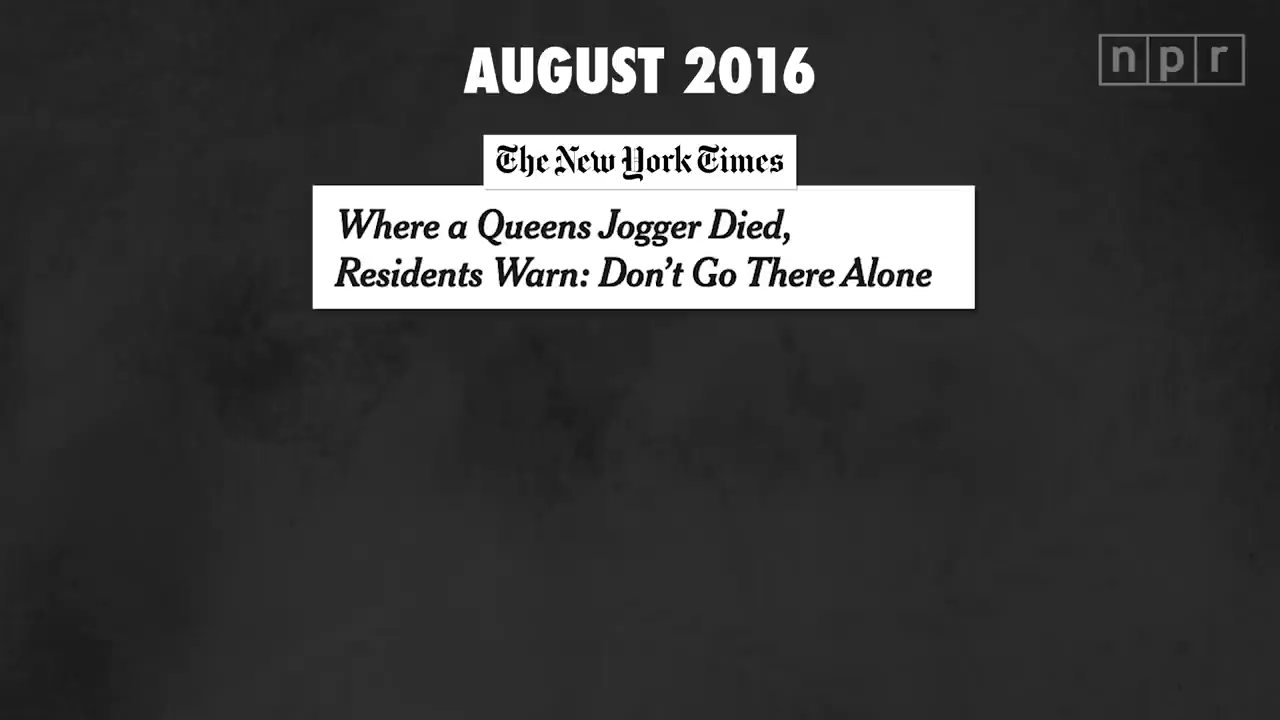 AUGUST 2016
npr
The New York Times
Where a Queens Jogger Died,
Residents Warn: Don’t Go There Alone